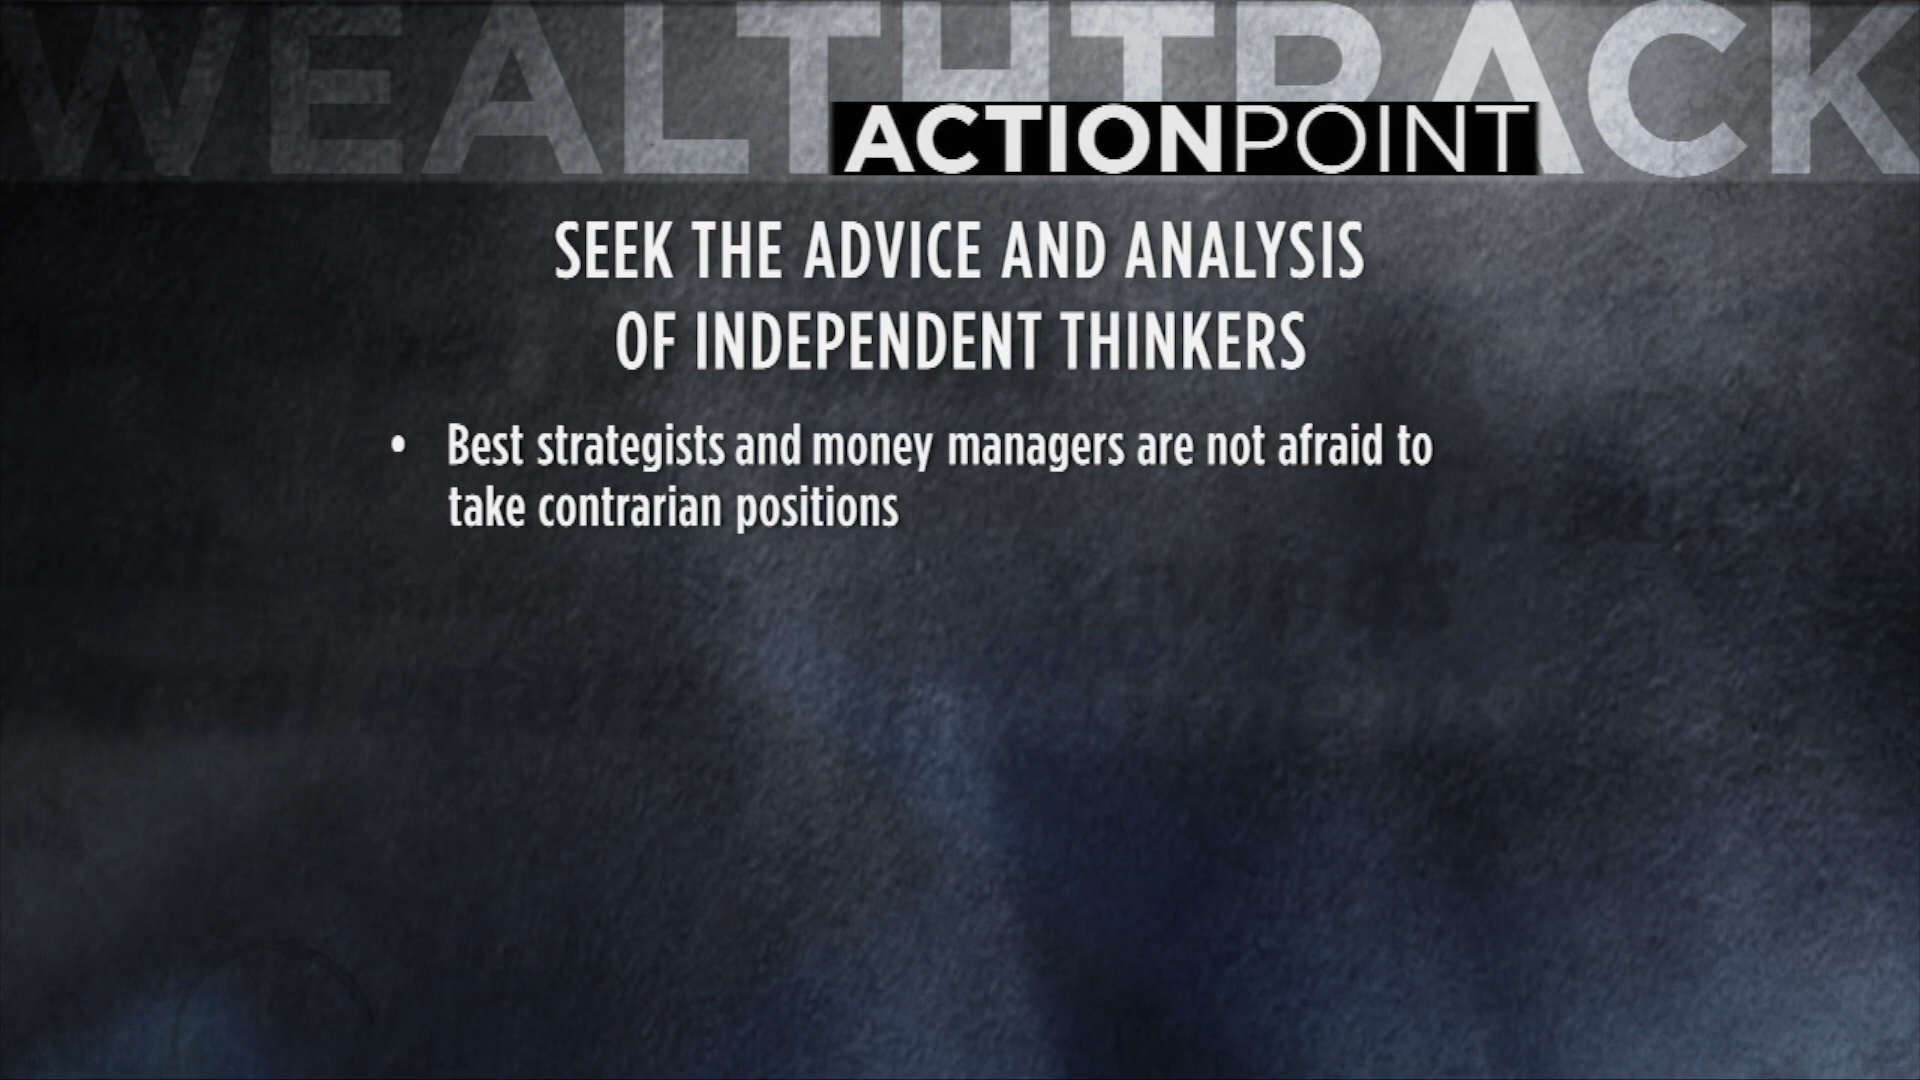 WEALTHTRACK
ACTIONPOINT
SEEK THE ADVICE AND ANALYSIS
OF INDEPENDENT THINKERS
• Best strategists and money managers are not afraid to
take contrarian positions